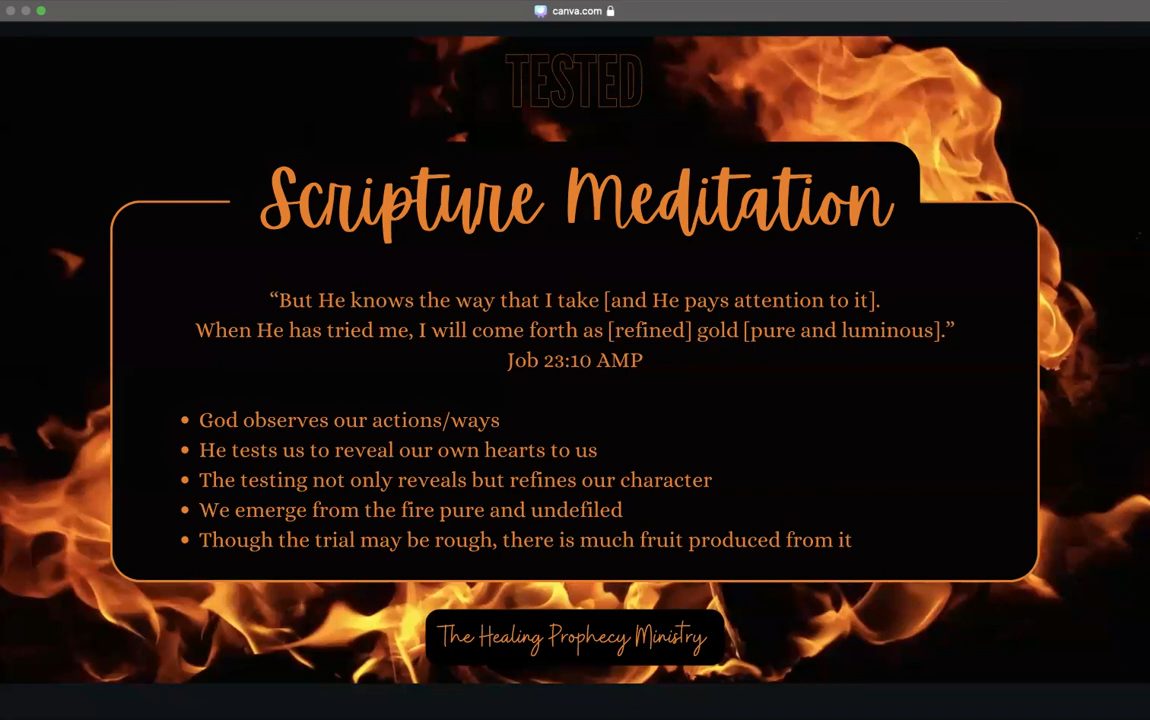 canva.com
TESTED
Scripture Meditation
“But He knows the way that I take [and He pays attention to it].
When He has tried me, I will come forth as [refined] gold [pure and luminous].”
Job 23:10 AMP
• God observes our actions/ways
• He tests us to reveal our own hearts to us
• The testing not only reveals but refines our character
• We emerge from the fire pure and undefiled
• Though the trial may be rough, there is much fruit produced from it
The Healing Prophecy Ministry